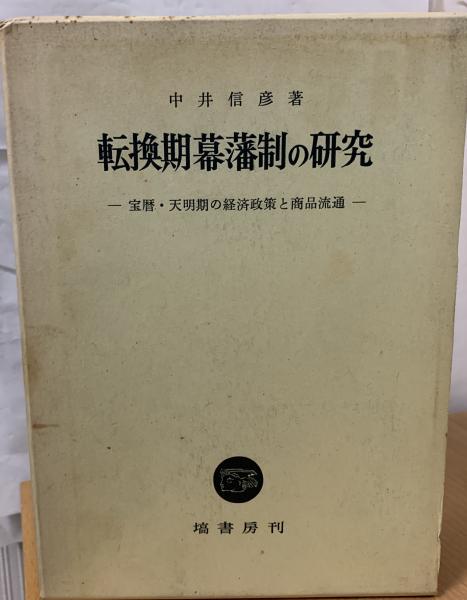 中井信彦著
転換期幕藩制の研究
― 宝暦・天明期の経済政策と商品流通 ―
塙書房刊